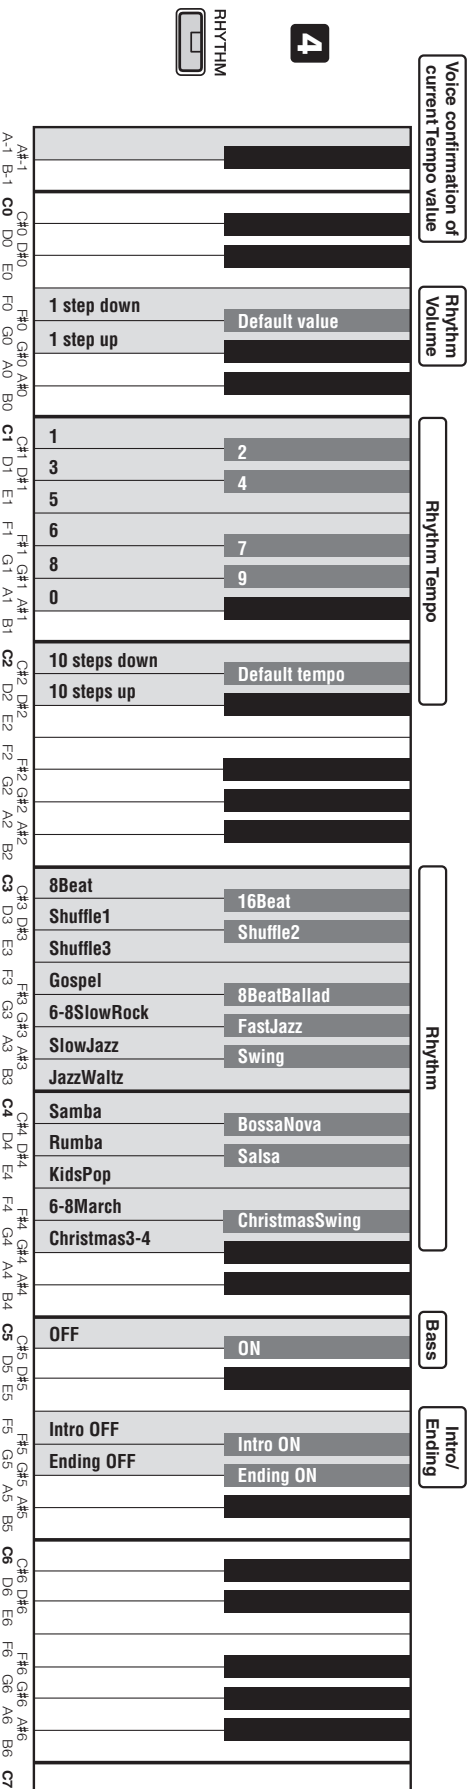 4
RHYTHM
Voice confirmation of
current Tempo value
Rhythm
Volume
Rhythm Tempo
Rhythm
Bass
Intro/
Ending
1 step down
Default value
1 step up
1
2
3
4
5
6
7
8
9
0
10 steps down
Default tempo
10 steps up
8Beat
16Beat
Shuffle1
Shuffle2
Shuffle3
Gospel
8BeatBallad
6-8SlowRock
FastJazz
SlowJazz
Swing
JazzWaltz
Samba
BossaNova
Rumba
Salsa
KidsPop
6-8March
ChristmasSwing
Christmas3-4
OFF
ON
Intro OFF
Intro ON
Ending OFF
Ending ON
A#-1 C#0 D#0 F#0 G#0 A#0 C#1 D#1 F#1 G#1 A#1 C#2 D#2 F#2 G#2 A#2 C#3 D#3 F#3 G#3 A#3 C#4 D#4 F#4 G#4 A#4 C#5 D#5 F#5 G#5 A#5 C#6 D#6 F#6 G#6 A#6
A-1 B-1 C0 D0 E0 F0 G0 A0 B0 C1 D1 E1 F1 G1 A1 B1 C2 D2 E2 F2 G2 A2 B2 C3 D3 E3 F3 G3 A3 B3 C4 D4 E4 F4 G4 A4 B4 C5 D5 E5 F5 G5 A5 B5 C6 D6 E6 F6 G6 A6 B6 C7